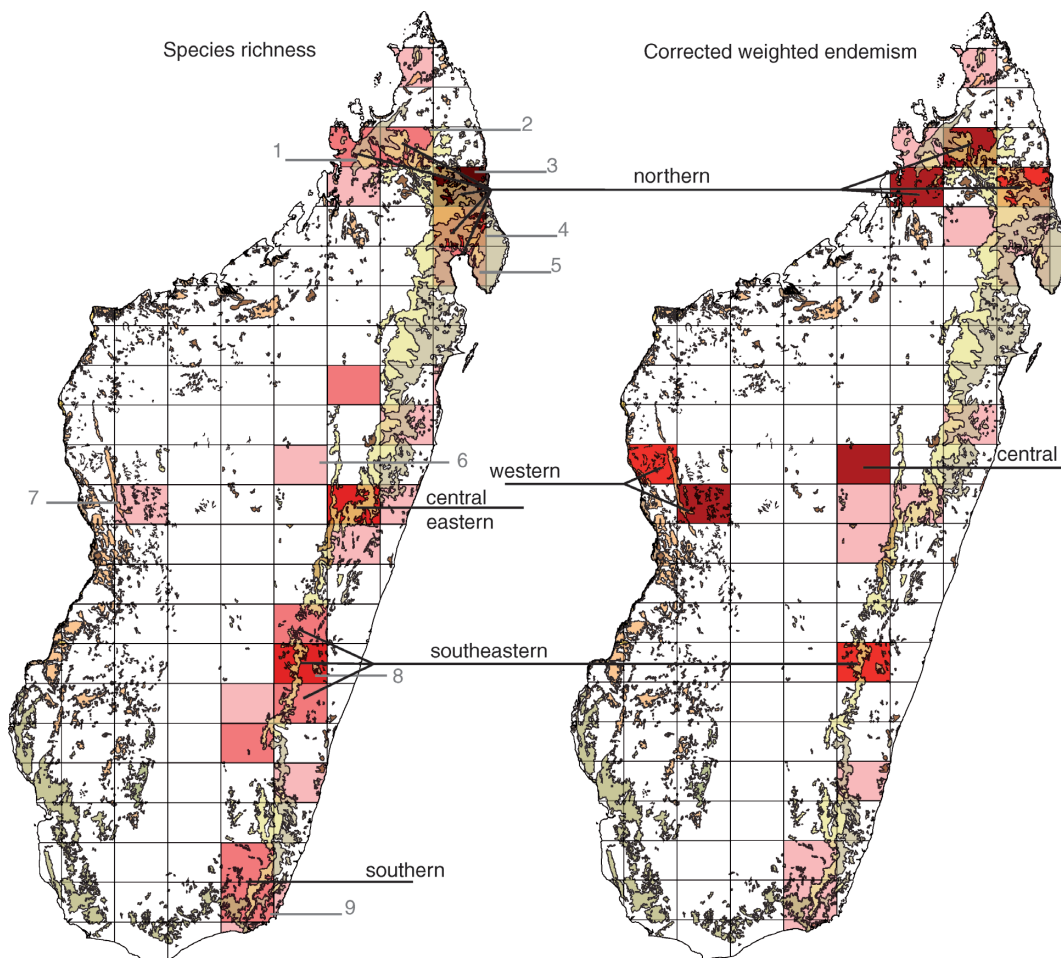 Species richness
Corrected weighted endemism
2
1
3
northern
4
5
6
central
western
7
central
eastern
southeastern
8
southern
9